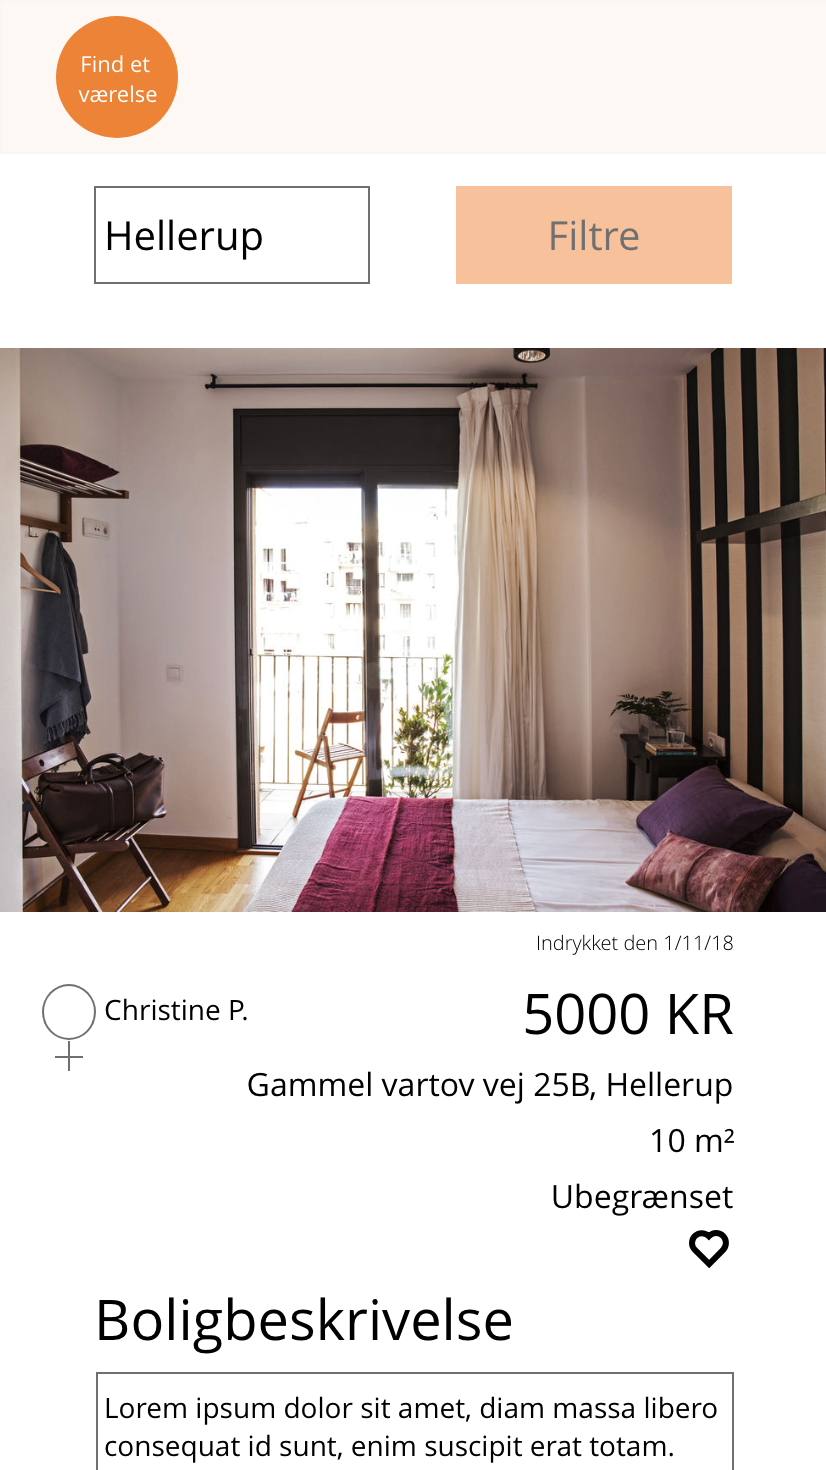 Find et
værelse
Hellerup
Filtre
Indrykket den 1/11/18
Christine P.
5000 KR
Gammel vartov vej 25B, Hellerup
10 m²
Ubegrænset
Boligbeskrivelse
Lorem ipsum dolor sit amet, diam massa libero
consequat id sunt, enim suscipit erat totam.